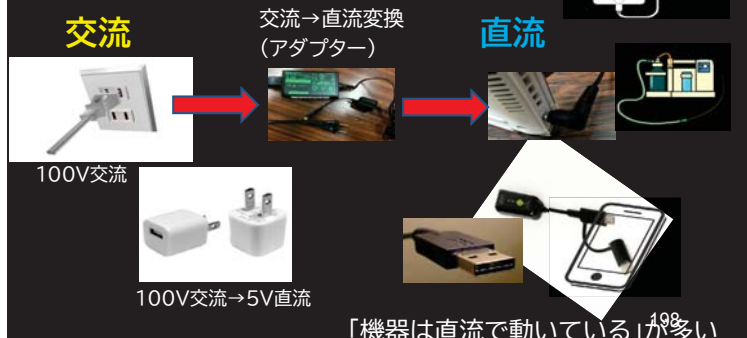 交流
交流→直流変換
(アダプター)
直流
100V交流
100V交流→5V直流
「機器は直流で動いている」が多い
198